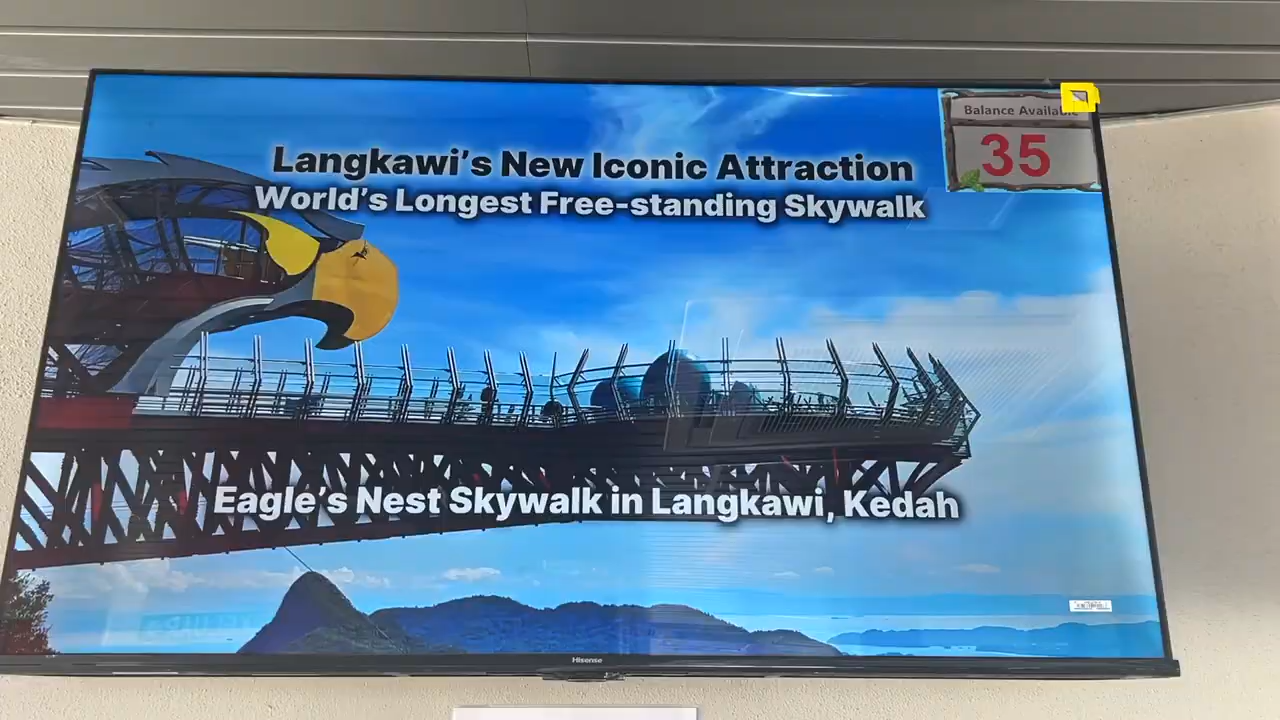 Balance Available
35
Langkawi's New Iconic Attraction
World's Longest Free-standing Skywalk
Eagle's Nest Skywalk in Langkawi, Kedah
Hisense